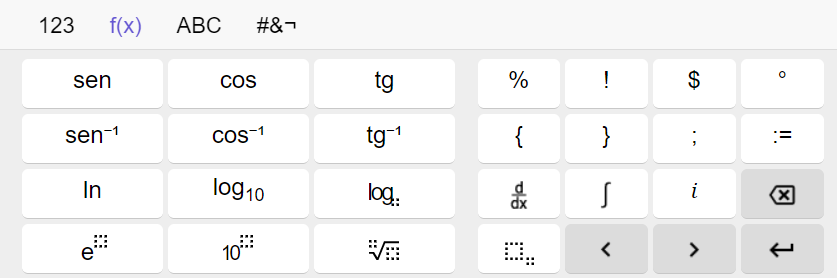 123 f(x) ABC #&¬
sen cos tg % ! $ °
sen⁻¹ cos⁻¹ tg⁻¹ { } ; :=
ln log₁₀ log d/dx ∫ i
e 10 √ < >